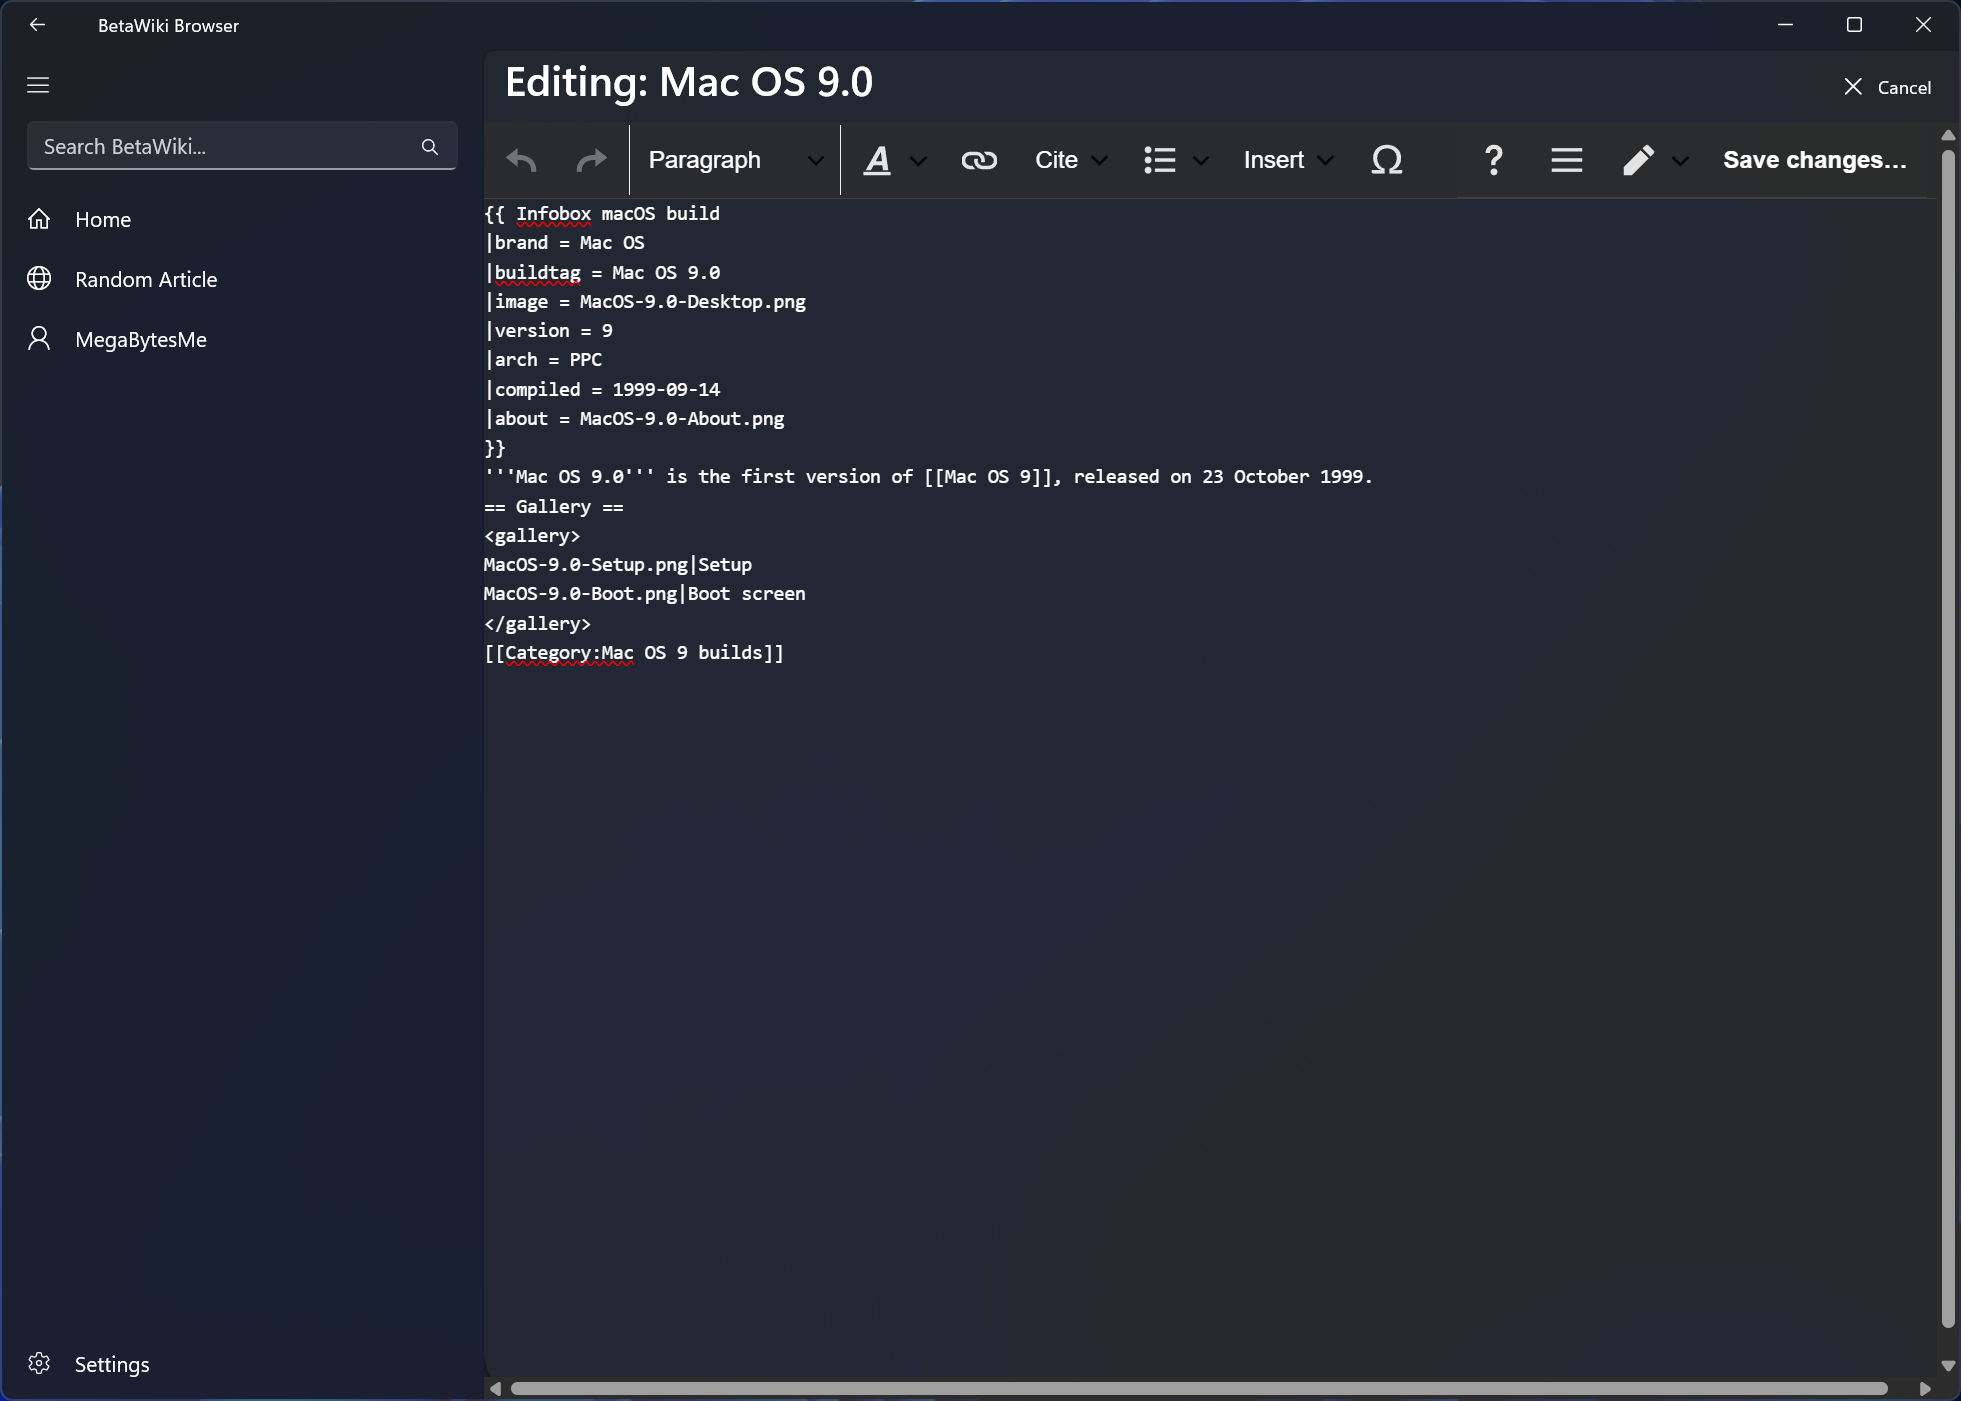 BetaWiki Browser
Editing: Mac OS 9.0
Cancel
Search BetaWiki...
Home
Random Article
MegaBytesMe
Settings
Paragraph
A
Cite
Insert
Ω
?
Save changes...
{{ Infobox macOS build
|brand = Mac OS
|buildtag = Mac OS 9.0
|image = MacOS-9.0-Desktop.png
|version = 9
|arch = PPC
|compiled = 1999-09-14
|about = MacOS-9.0-About.png
}}
'''Mac OS 9.0''' is the first version of [[Mac OS 9]], released on 23 October 1999.
== Gallery ==
<gallery>
MacOS-9.0-Setup.png|Setup
MacOS-9.0-Boot.png|Boot screen
</gallery>
[[Category:Mac OS 9 builds]]